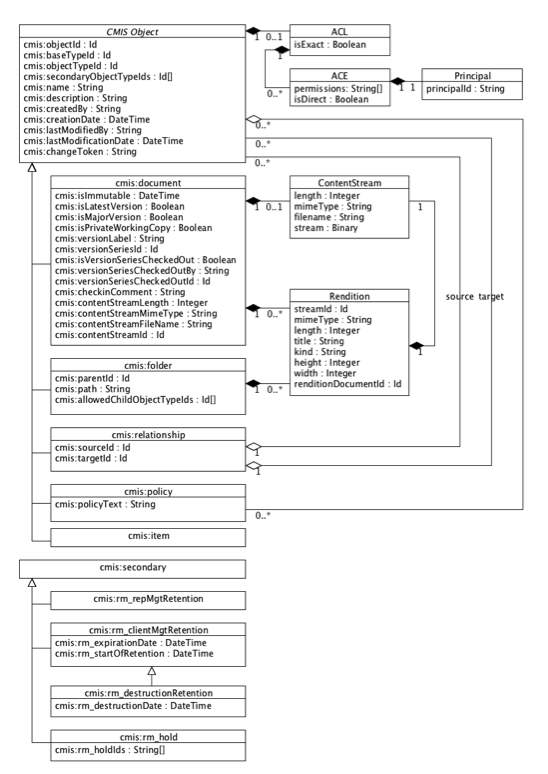 CMIS Object
cmis:objectId : Id
cmis:baseTypeId : Id
cmis:objectTypeId : Id
cmis:secondaryObjectTypeIds : Id[]
cmis:name : String
cmis:description : String
cmis:createdBy : String
cmis:creationDate : DateTime
cmis:lastModifiedBy : String
cmis:lastModificationDate : DateTime
cmis:changeToken : String
1 0..1
ACL
isExact : Boolean
1
0..*
ACE
permissions: String[]
isDirect : Boolean
1 1
Principal
principalId : String
0..*
0..*
0..*
cmis:document
cmis:isImmutable : DateTime
cmis:isLatestVersion : Boolean
cmis:isMajorVersion : Boolean
cmis:isPrivateWorkingCopy : Boolean
cmis:versionLabel : String
cmis:versionSeriesId : Id
cmis:isVersionSeriesCheckedOut : Boolean
cmis:versionSeriesCheckedOutBy : String
cmis:versionSeriesCheckedOutId : Id
cmis:checkinComment : String
cmis:contentStreamLength : Integer
cmis:contentStreamMimeType : String
cmis:contentStreamFileName : String
cmis:contentStreamId : Id
1 0..1
ContentStream
length : Integer
mimeType : String
filename : String
stream : Binary
1
source target
1 0..*
Rendition
streamId : Id
mimeType : String
length : Integer
title : String
kind : String
height : Integer
width : Integer
renditionDocumentId : Id
1
cmis:folder
cmis:parentId : Id
cmis:path : String
cmis:allowedChildObjectTypeIds : Id[]
1 0..*
cmis:relationship
cmis:sourceId : Id
cmis:targetId : Id
1
1
cmis:policy
cmis:policyText : String
0..*
cmis:item
cmis:secondary
cmis:rm_repMgtRetention
cmis:rm_clientMgtRetention
cmis:rm_expirationDate : DateTime
cmis:rm_startOfRetention : DateTime
cmis:rm_destructionRetention
cmis:rm_destructionDate : DateTime
cmis:rm_hold
cmis:rm_holdIds : String[]